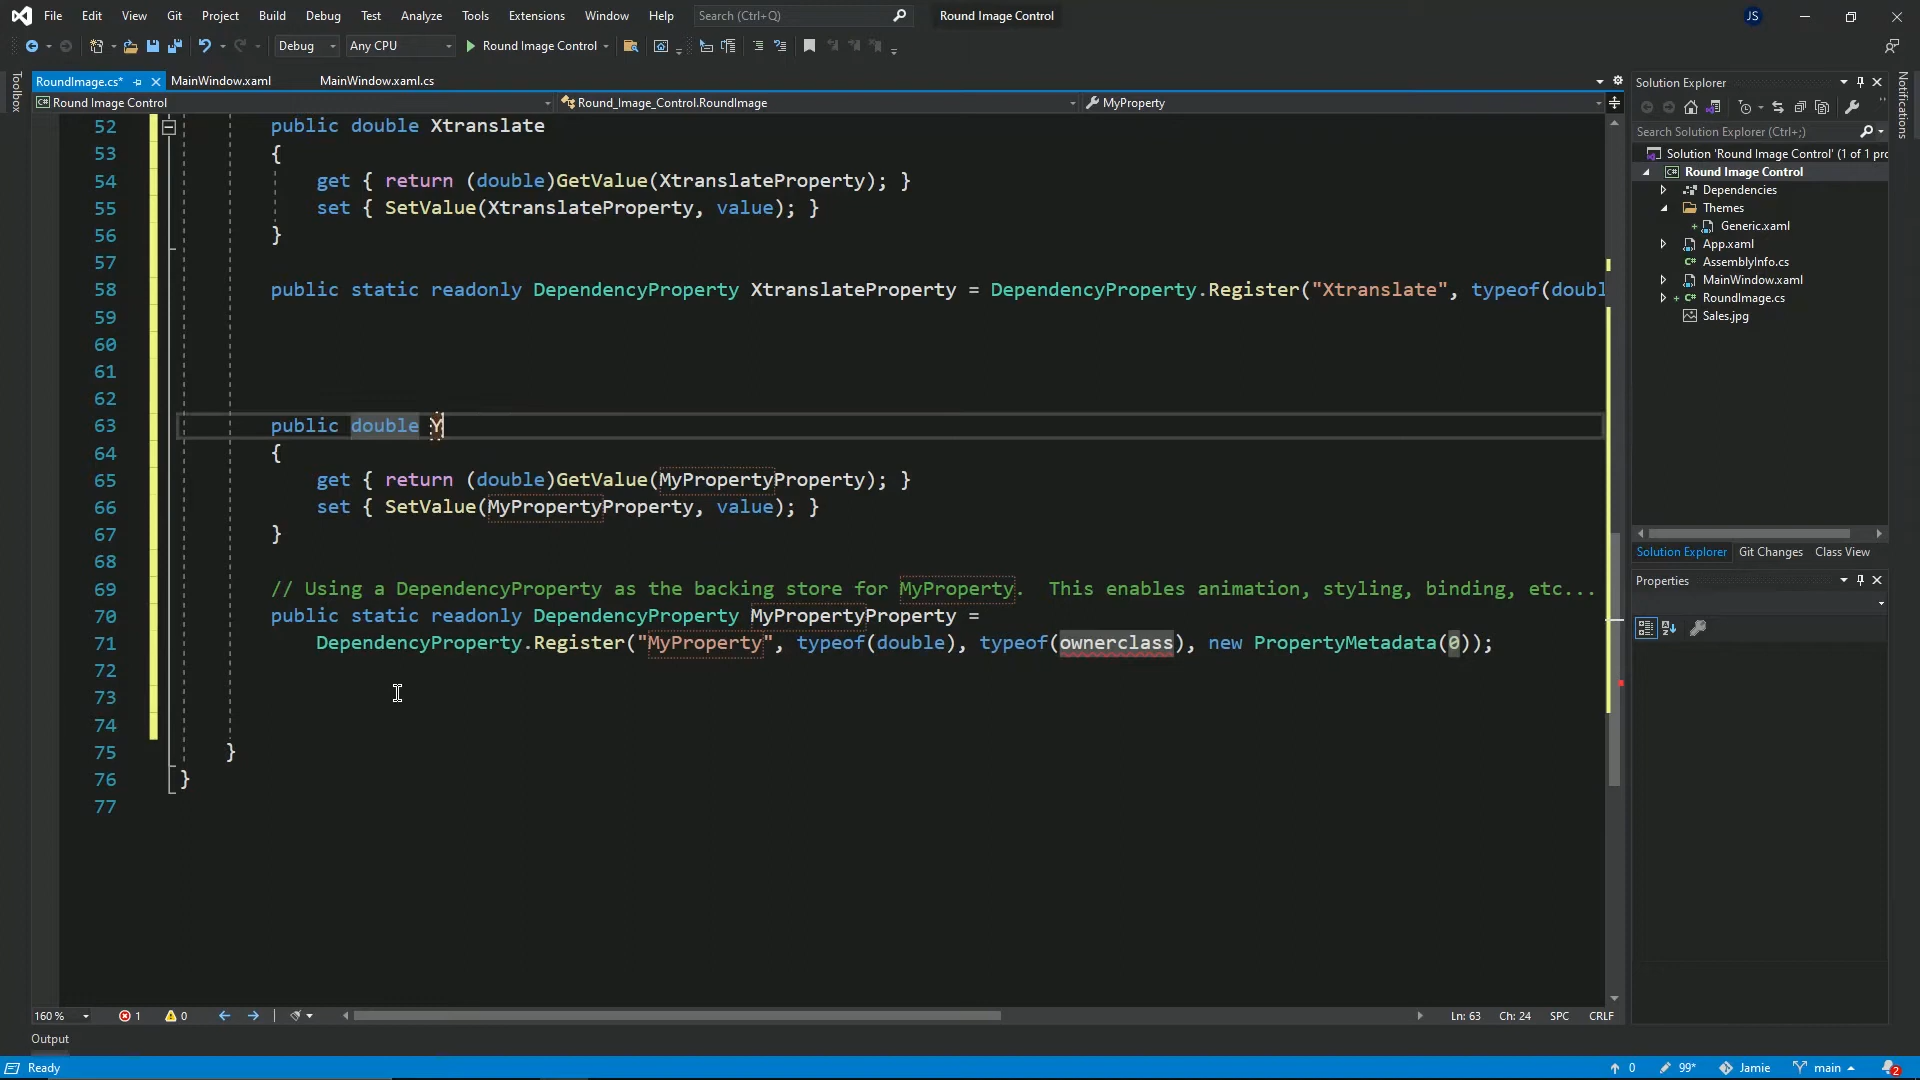 File Edit View Git Project Build Debug Test Analyze Tools Extensions Window Help Search (Ctrl+Q) Round Image Control JS
Debug Any CPU Round Image Control
RoundImage.cs* MainWindow.xaml MainWindow.xaml.cs
Round Image Control Round_Image_Control.RoundImage MyProperty
Toolbox
52 public double Xtranslate
53 {
54 get { return (double)GetValue(XtranslateProperty); }
55 set { SetValue(XtranslateProperty, value); }
56 }
57
58 public static readonly DependencyProperty XtranslateProperty = DependencyProperty.Register("Xtranslate", typeof(doubl
59
60
61
62
63 public double Y
64 {
65 get { return (double)GetValue(MyPropertyProperty); }
66 set { SetValue(MyPropertyProperty, value); }
67 }
68
69 // Using a DependencyProperty as the backing store for MyProperty.  This enables animation, styling, binding, etc...
70 public static readonly DependencyProperty MyPropertyProperty =
71 DependencyProperty.Register("MyProperty", typeof(double), typeof(ownerclass), new PropertyMetadata(0));
72
73
74
75 }
76 }
77
160 % 1 0 Ln: 63 Ch: 24 SPC CRLF
Output
Solution Explorer
Search Solution Explorer (Ctrl+;)
Solution 'Round Image Control' (1 of 1 pro
Round Image Control
Dependencies
Themes
Generic.xaml
App.xaml
AssemblyInfo.cs
MainWindow.xaml
RoundImage.cs
Sales.jpg
Solution Explorer Git Changes Class View
Properties
Notifications
Ready 0 99* Jamie main 2